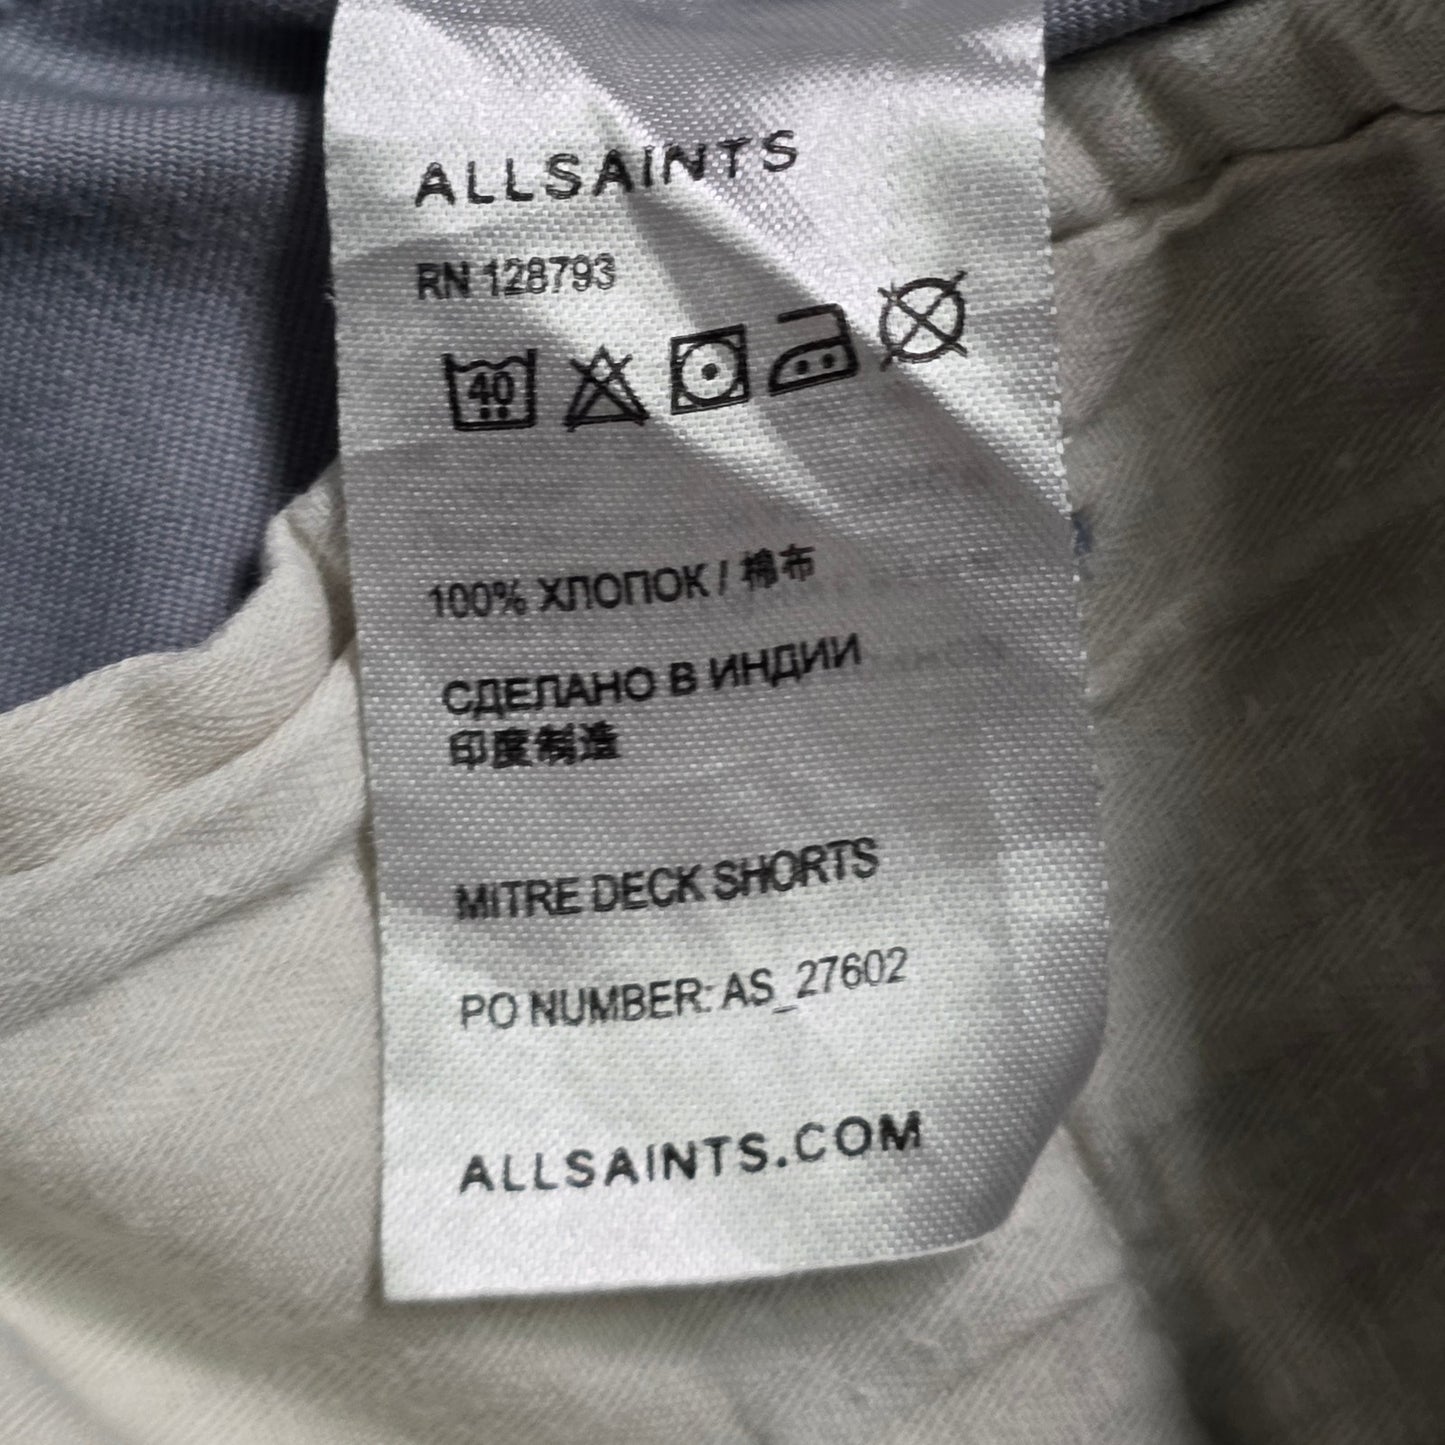 ALLSAINTS
RN 128793
40
100% ХЛОПОК / 棉布
СДЕЛАНО В ИНДИИ
印度制造
MITRE DECK SHORTS
PO NUMBER: AS_27602
ALLSAINTS.COM